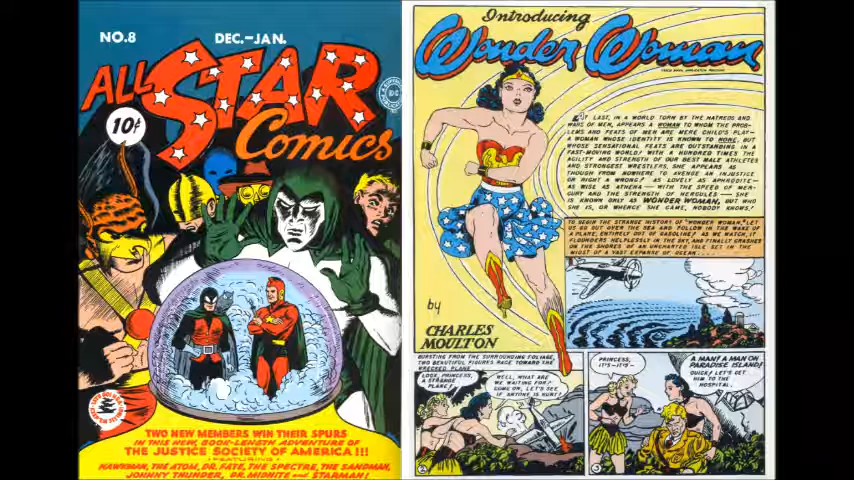 NO.8
DEC.–JAN.
ALL STAR
Comics
10¢
TWO NEW MEMBERS WIN THEIR SPURS
IN THIS NEW, BOOK-LENGTH ADVENTURE OF
THE JUSTICE SOCIETY OF AMERICA!!!
FEATURING
HAWKMAN, THE ATOM, DR. FATE, THE SPECTRE, THE SANDMAN,
JOHNNY THUNDER, DR. MIDNITE and STARMAN!
Introducing
Wonder Woman
AT LAST, IN A WORLD TORN BY THE HATREDS AND
WARS OF MEN, APPEARS A WOMAN TO WHOM THE PROB-
LEMS AND FEATS OF MEN ARE MERE CHILD'S PLAY—
A WOMAN WHOSE IDENTITY IS KNOWN TO NONE, BUT
WHOSE SENSATIONAL FEATS ARE OUTSTANDING IN A
FAST-MOVING WORLD! WITH A HUNDRED TIMES THE
AGILITY AND STRENGTH OF OUR BEST MALE ATHLETES
AND STRONGEST WRESTLERS, SHE APPEARS AS
THOUGH FROM NOWHERE TO AVENGE AN INJUSTICE
OR RIGHT A WRONG! AS LOVELY AS APHRODITE—
AS WISE AS ATHENA — WITH THE SPEED OF MER-
CURY AND THE STRENGTH OF HERCULES — SHE
IS KNOWN ONLY AS WONDER WOMAN, BUT WHO
SHE IS, OR WHENCE SHE CAME, NOBODY KNOWS!
TO BEGIN THE STRANGE HISTORY OF "WONDER WOMAN," LET
US GO OUT OVER THE SEA AND FOLLOW IN THE WAKE OF
A PLANE, ENTIRELY OUT OF GASOLINE! AS WE WATCH, IT
FLOUNDERS HELPLESSLY IN THE SKY, AND FINALLY CRASHES
ON THE SHORES OF AN UNCHARTED ISLE SET IN THE
MIDST OF A VAST EXPANSE OF OCEAN....
by
CHARLES
MOULTON
BURSTING FROM THE SURROUNDING FOLIAGE,
TWO BEAUTIFUL FIGURES RACE TOWARD THE
WRECKED PLANE
LOOK, PRINCESS,
A STRANGE
PLANE!
WELL, WHAT ARE
WE WAITING FOR?
COME ON, LET'S SEE
IF ANYONE IS HURT!
2
PRINCESS,
IT'S–IT'S–
A MAN! A MAN ON
PARADISE ISLAND!
QUICK! LET'S GET
HIM TO THE
HOSPITAL.
3